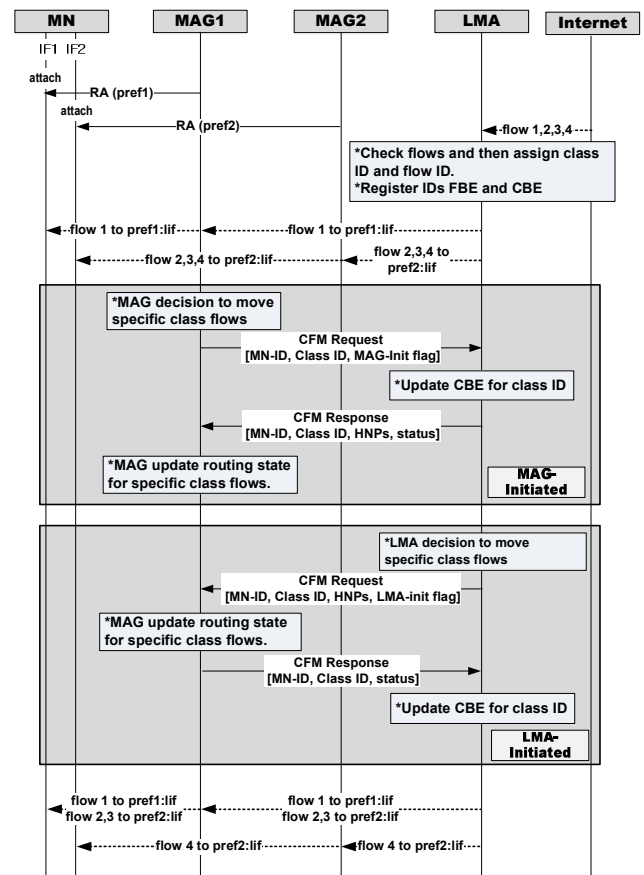 MN
MAG1
MAG2
LMA
Internet
IF1 IF2
attach
RA (pref1)
attach
RA (pref2)
flow 1,2,3,4
*Check flows and then assign class
ID and flow ID.
*Register IDs FBE and CBE
flow 1 to pref1:lif
flow 1 to pref1:lif
flow 2,3,4 to pref2:lif
flow 2,3,4 to
pref2:lif
*MAG decision to move
specific class flows
CFM Request
[MN-ID, Class ID, MAG-Init flag]
*Update CBE for class ID
CFM Response
[MN-ID, Class ID, HNPs, status]
*MAG update routing state
for specific class flows.
MAG-
Initiated
*LMA decision to move
specific class flows
CFM Request
[MN-ID, Class ID, HNPs, LMA-init flag]
*MAG update routing state
for specific class flows.
CFM Response
[MN-ID, Class ID, status]
*Update CBE for class ID
LMA-
Initiated
flow 1 to pref1:lif
flow 2,3 to pref2:lif
flow 1 to pref1:lif
flow 2,3 to pref2:lif
flow 4 to pref2:lif
flow 4 to pref2:lif